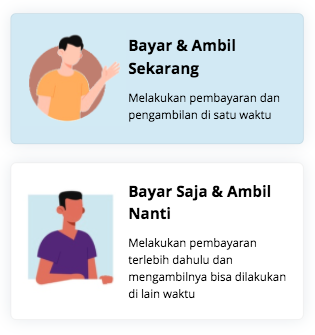 Bayar & Ambil
Sekarang
Melakukan pembayaran dan
pengambilan di satu waktu
Bayar Saja & Ambil
Nanti
Melakukan pembayaran
terlebih dahulu dan
mengambilnya bisa dilakukan
di lain waktu